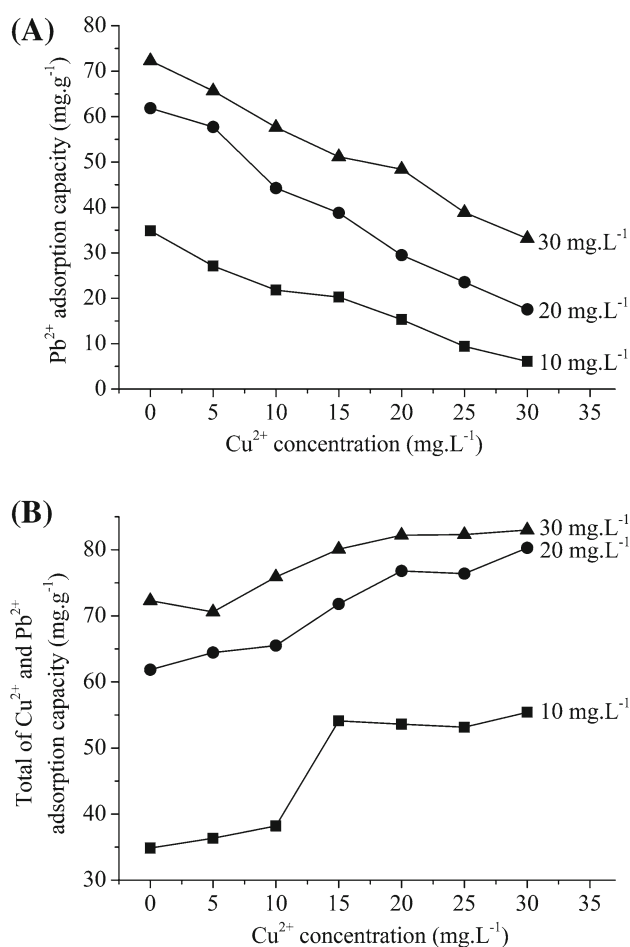 (A)
Pb²⁺ adsorption capacity (mg.g⁻¹)
80
70
60
50
40
30
20
10
0
30 mg.L⁻¹
20 mg.L⁻¹
10 mg.L⁻¹
0 5 10 15 20 25 30 35
Cu²⁺ concentration (mg.L⁻¹)
(B)
Total of Cu²⁺ and Pb²⁺
adsorption capacity (mg.g⁻¹)
80
70
60
50
40
30
30 mg.L⁻¹
20 mg.L⁻¹
10 mg.L⁻¹
0 5 10 15 20 25 30 35
Cu²⁺ concentration (mg.L⁻¹)